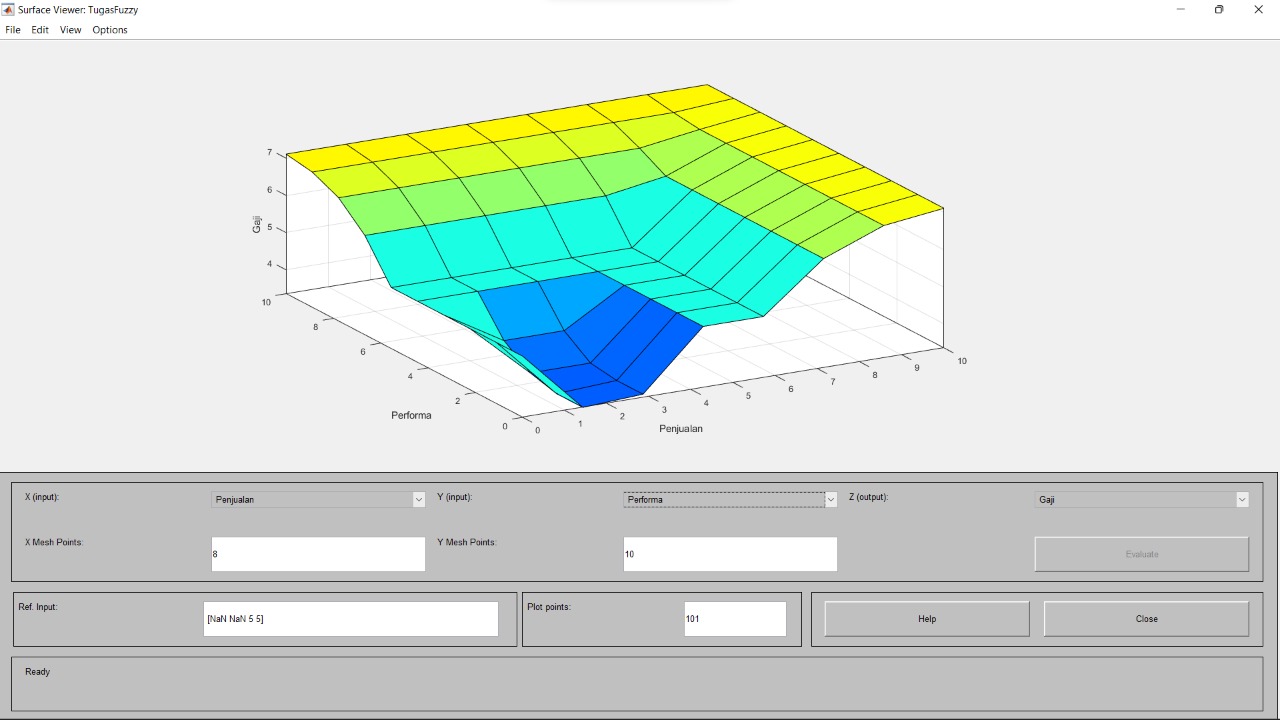 Surface Viewer: TugasFuzzy
File Edit View Options
7
6
5
4
Gaji
10
8
6
4
2
0
Performa
0
1
2
3
4
5
6
7
8
9
10
Penjualan
X (input): Penjualan Y (input): Performa Z (output): Gaji
X Mesh Points: 8 Y Mesh Points: 10 Evaluate
Ref. Input: [NaN NaN 5 5] Plot points: 101 Help Close
Ready